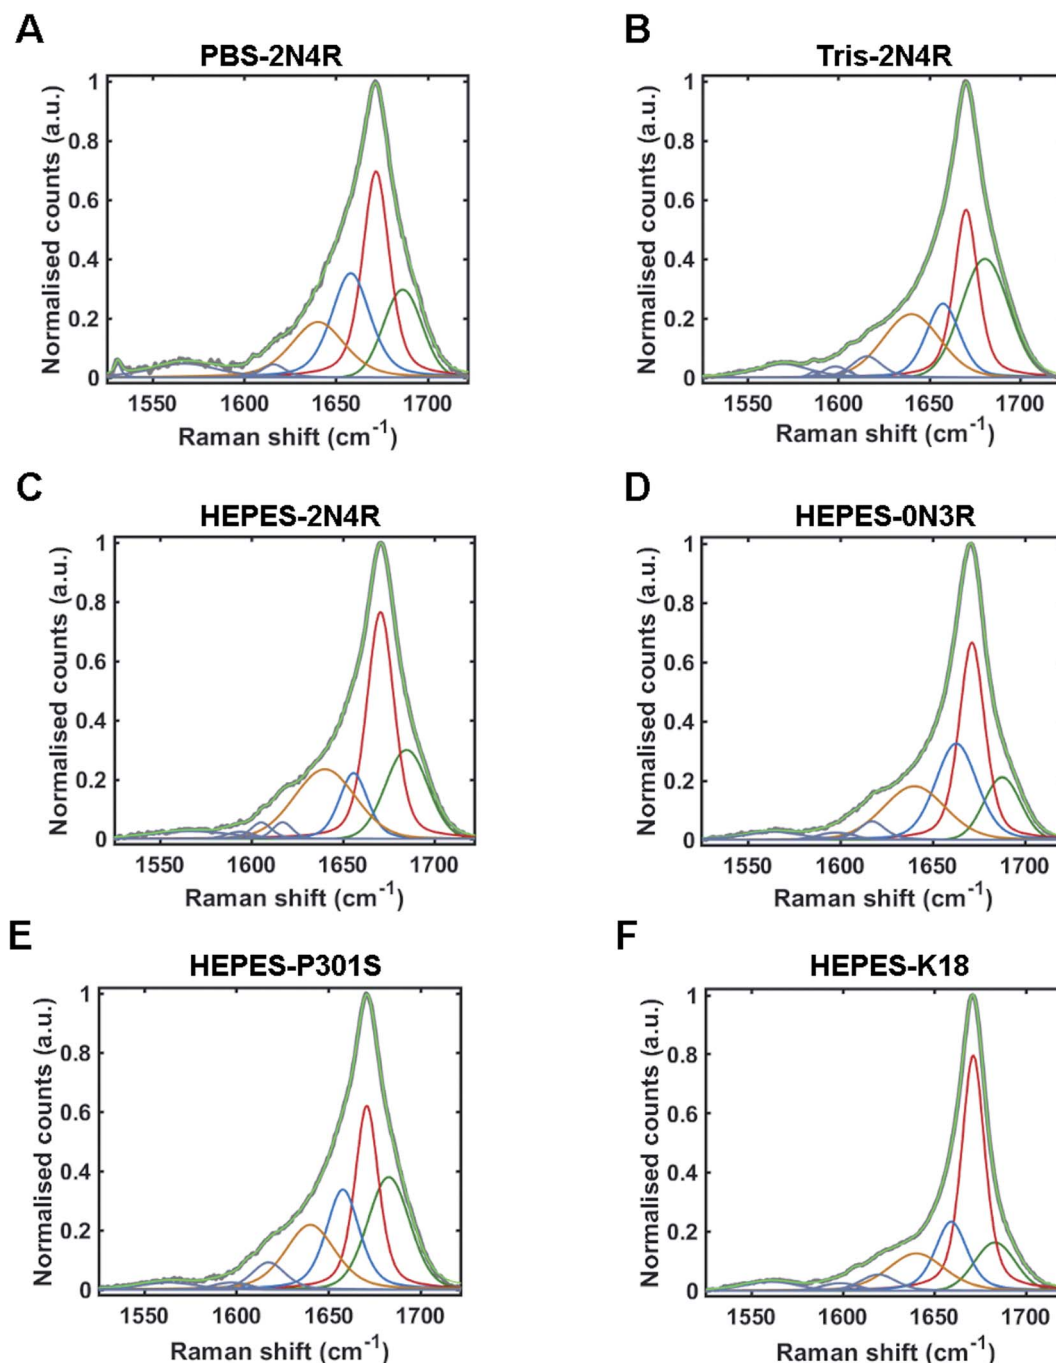 A
PBS-2N4R
Normalised counts (a.u.)
1
0.8
0.6
0.4
0.2
0
1550 1600 1650 1700
Raman shift (cm-1)
B
Tris-2N4R
Normalised counts (a.u.)
1
0.8
0.6
0.4
0.2
0
1550 1600 1650 1700
Raman shift (cm-1)
C
HEPES-2N4R
Normalised counts (a.u.)
1
0.8
0.6
0.4
0.2
0
1550 1600 1650 1700
Raman shift (cm-1)
D
HEPES-0N3R
Normalised counts (a.u.)
1
0.8
0.6
0.4
0.2
0
1550 1600 1650 1700
Raman shift (cm-1)
E
HEPES-P301S
Normalised counts (a.u.)
1
0.8
0.6
0.4
0.2
0
1550 1600 1650 1700
Raman shift (cm-1)
F
HEPES-K18
Normalised counts (a.u.)
1
0.8
0.6
0.4
0.2
0
1550 1600 1650 1700
Raman shift (cm-1)